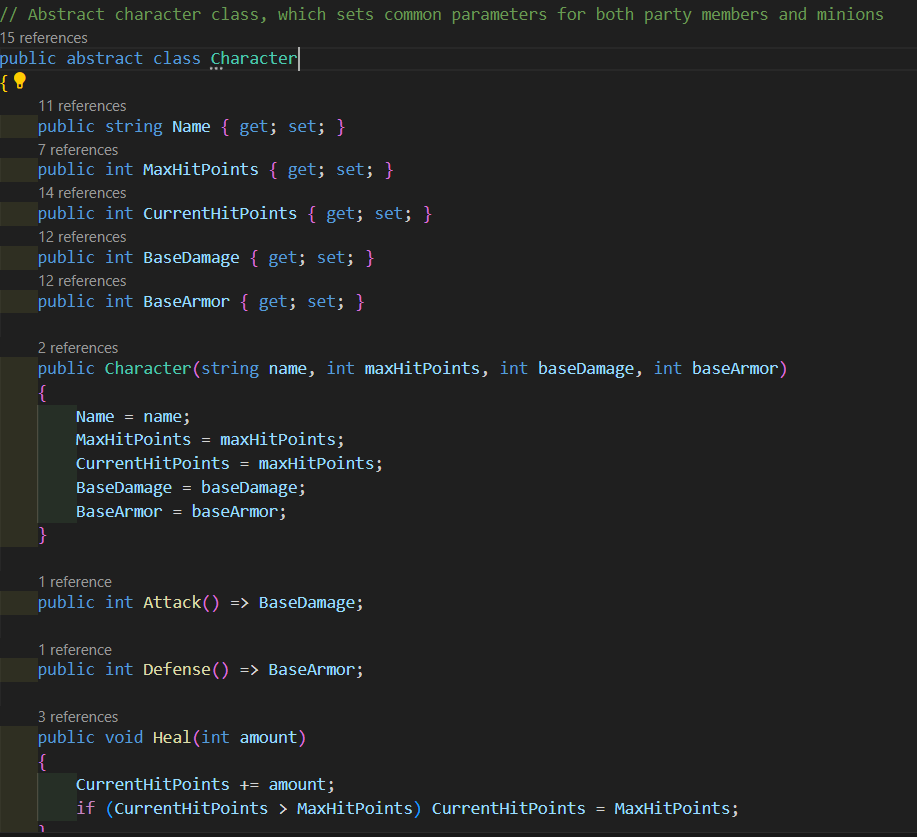 // Abstract character class, which sets common parameters for both party members and minions
15 references
public abstract class Character
{
11 references
public string Name { get; set; }
7 references
public int MaxHitPoints { get; set; }
14 references
public int CurrentHitPoints { get; set; }
12 references
public int BaseDamage { get; set; }
12 references
public int BaseArmor { get; set; }
2 references
public Character(string name, int maxHitPoints, int baseDamage, int baseArmor)
{
Name = name;
MaxHitPoints = maxHitPoints;
CurrentHitPoints = maxHitPoints;
BaseDamage = baseDamage;
BaseArmor = baseArmor;
}
1 reference
public int Attack() => BaseDamage;
1 reference
public int Defense() => BaseArmor;
3 references
public void Heal(int amount)
{
CurrentHitPoints += amount;
if (CurrentHitPoints > MaxHitPoints) CurrentHitPoints = MaxHitPoints;
}